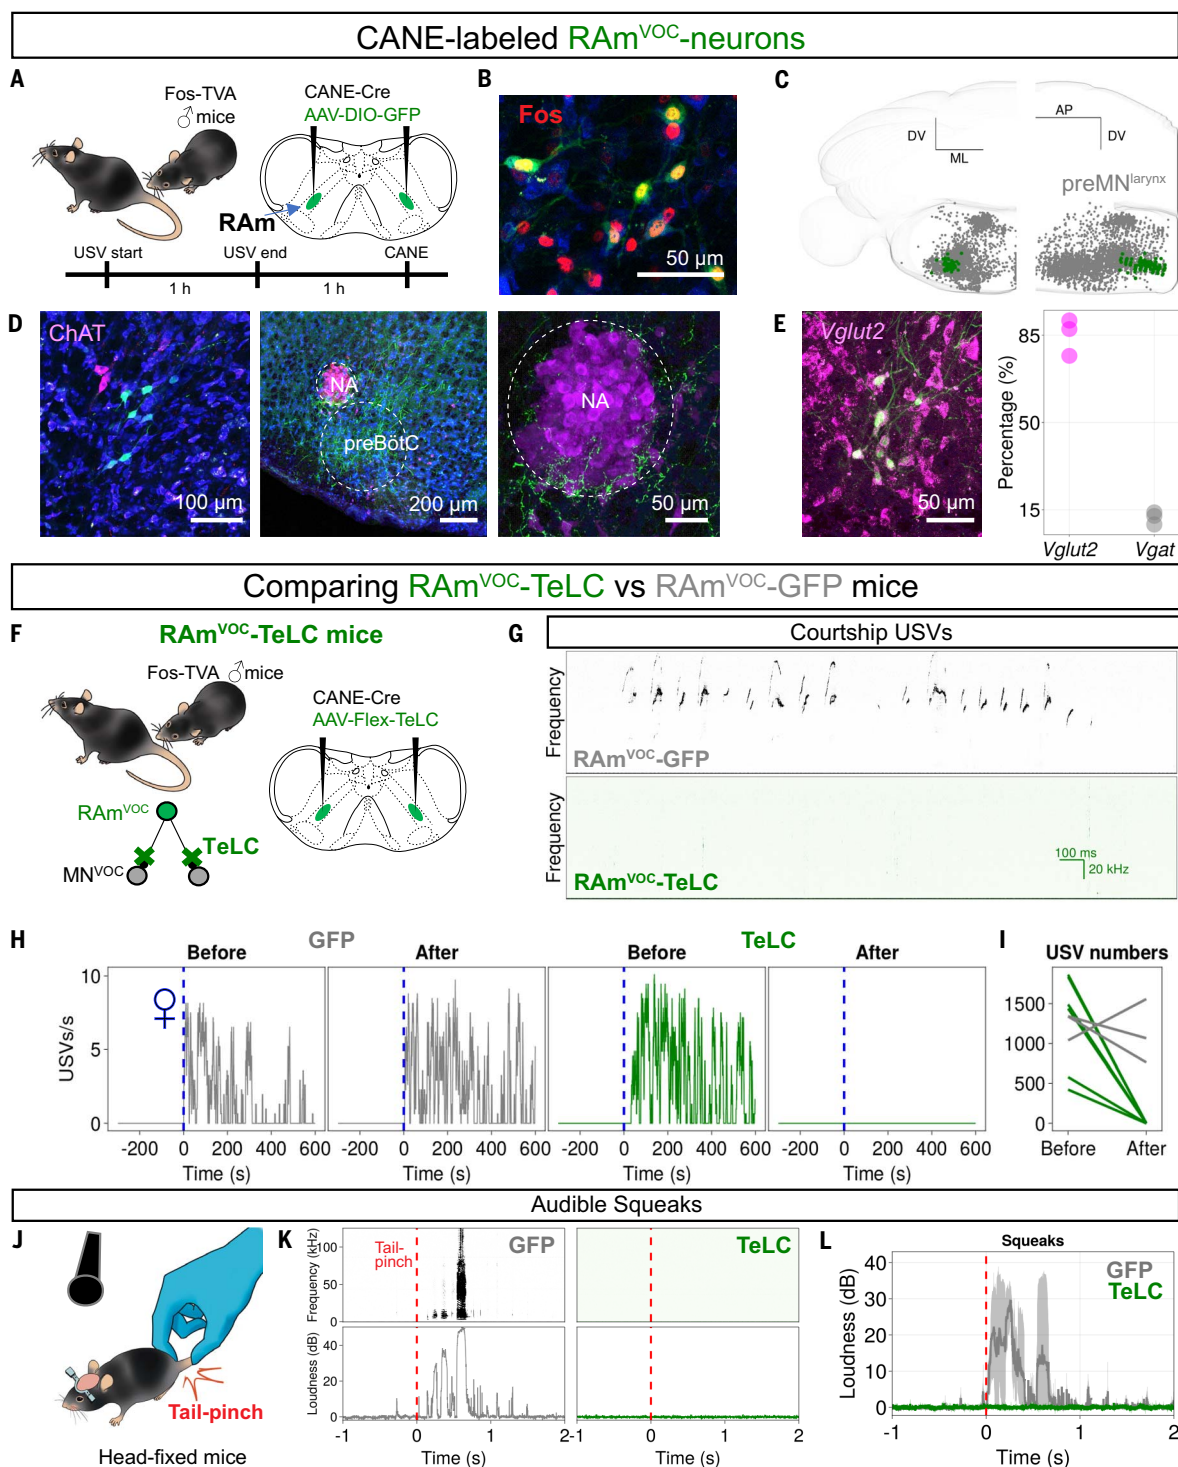 CANE-labeled RAmVOC-neurons
A
Fos-TVA
♂mice
CANE-Cre
AAV-DIO-GFP
RAm
USV start
USV end
CANE
1 h
1 h
B
Fos
50 µm
C
DV
ML
AP
DV
preMNlarynx
D
ChAT
100 µm
NA
preBötC
200 µm
NA
50 µm
E
Vglut2
50 µm
Percentage (%)
85
50
15
Vglut2
Vgat
Comparing RAmVOC-TeLC vs RAmVOC-GFP mice
F
RAmVOC-TeLC mice
Fos-TVA ♂mice
CANE-Cre
AAV-Flex-TeLC
RAmVOC
TeLC
MNVOC
G
Courtship USVs
Frequency
RAmVOC-GFP
Frequency
RAmVOC-TeLC
100 ms
20 kHz
H
GFP
TeLC
Before
After
Before
After
♀
USVs/s
10
5
0
-200 0 200 400 600
-200 0 200 400 600
-200 0 200 400 600
-200 0 200 400 600
Time (s)
Time (s)
Time (s)
Time (s)
I
USV numbers
1500
1000
500
0
Before
After
Audible Squeaks
J
Tail-pinch
Head-fixed mice
K
Frequency (kHz)
100
50
0
Tail-
pinch
GFP
TeLC
Loudness (dB)
40
20
0
-1 0 1 2
-1 0 1 2
Time (s)
Time (s)
L
Squeaks
GFP
TeLC
Loudness (dB)
40
30
20
10
0
-1 0 1 2
Time (s)